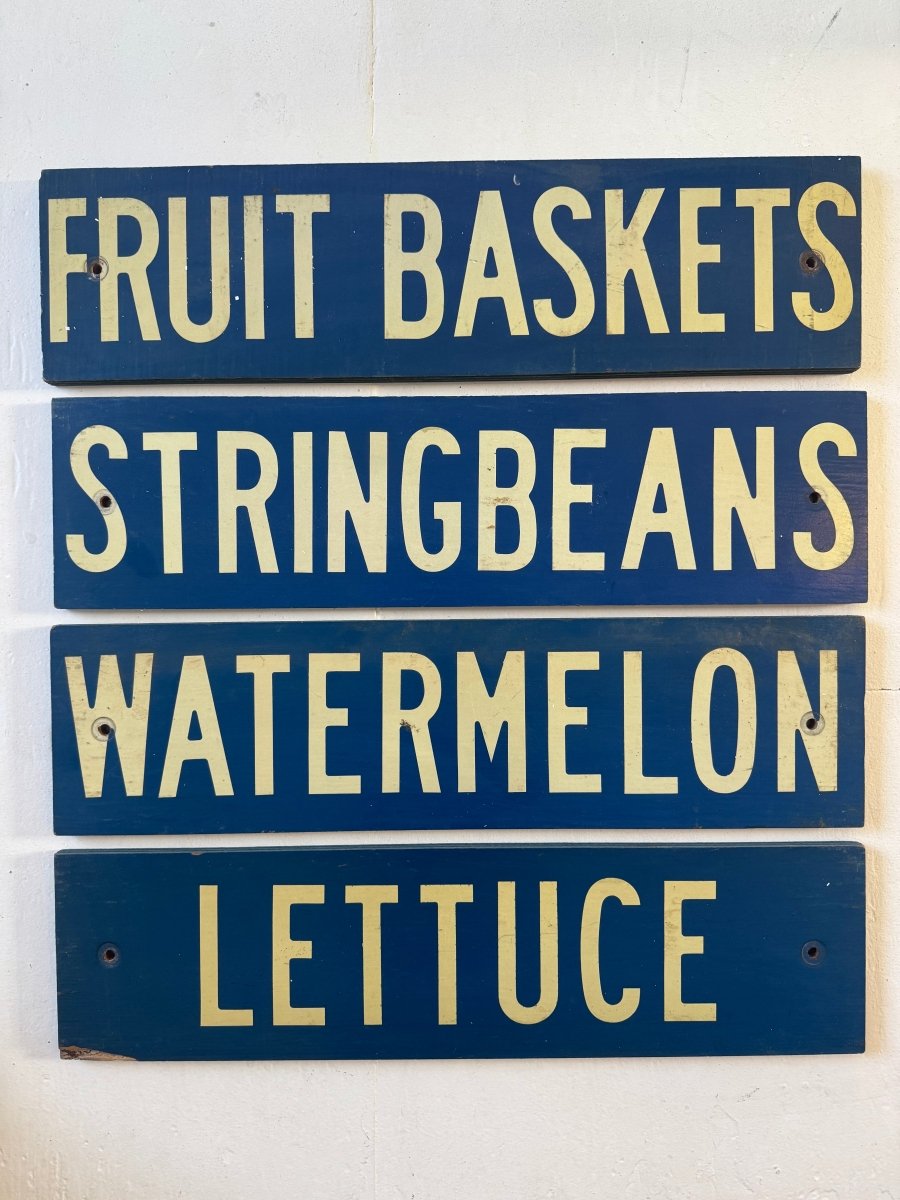 FRUIT BASKETS
STRINGBEANS
WATERMELON
LETTUCE